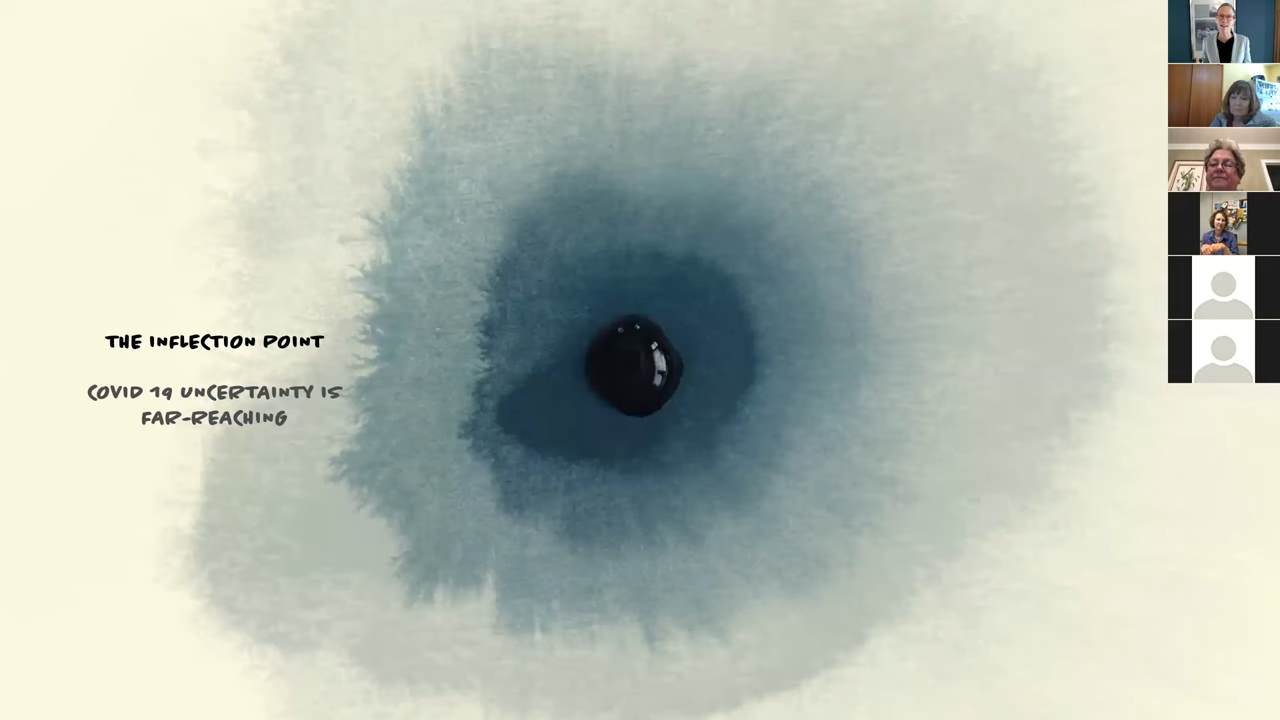 THE INFLECTION POINT
COVID 19 UNCERTAINTY IS
FAR-REACHING